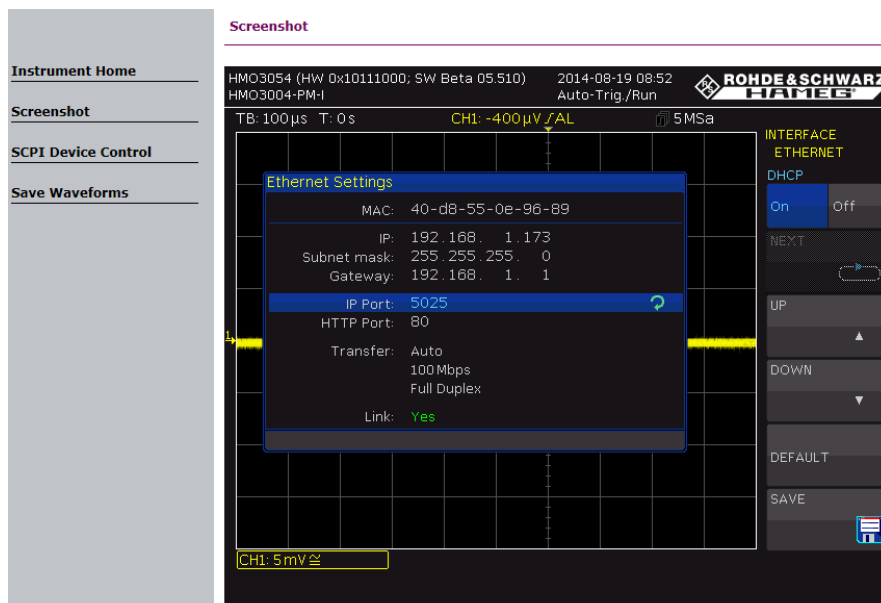 Screenshot
Instrument Home
Screenshot
SCPI Device Control
Save Waveforms
HMO3054 (HW 0x10111000; SW Beta 05.510) 2014-08-19 08:52
HMO3004-PM-I Auto-Trig./Run
ROHDE&SCHWARZ
HAMEG
TB: 100µs T: 0s CH1: -400µV AL 5MSa
INTERFACE
ETHERNET
DHCP
On Off
NEXT
UP
DOWN
DEFAULT
SAVE
Ethernet Settings
MAC: 40-d8-55-0e-96-89
IP: 192.168. 1.173
Subnet mask: 255.255.255. 0
Gateway: 192.168. 1. 1
IP Port: 5025
HTTP Port: 80
Transfer: Auto
100 Mbps
Full Duplex
Link: Yes
1
CH1: 5mV≅